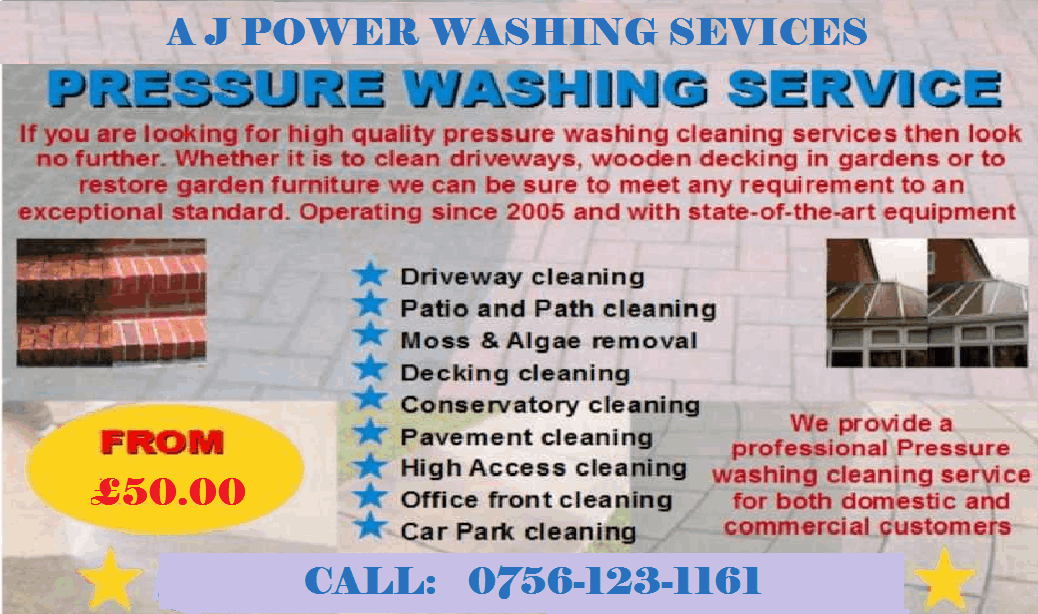 A J POWER WASHING SEVICES
PRESSURE WASHING SERVICE
If you are looking for high quality pressure washing cleaning services then look
no further. Whether it is to clean driveways, wooden decking in gardens or to
restore garden furniture we can be sure to meet any requirement to an
exceptional standard. Operating since 2005 and with state-of-the-art equipment
Driveway cleaning
Patio and Path cleaning
Moss & Algae removal
Decking cleaning
Conservatory cleaning
Pavement cleaning
High Access cleaning
Office front cleaning
Car Park cleaning
FROM
£50.00
We provide a
professional Pressure
washing cleaning service
for both domestic and
commercial customers
CALL: 0756-123-1161